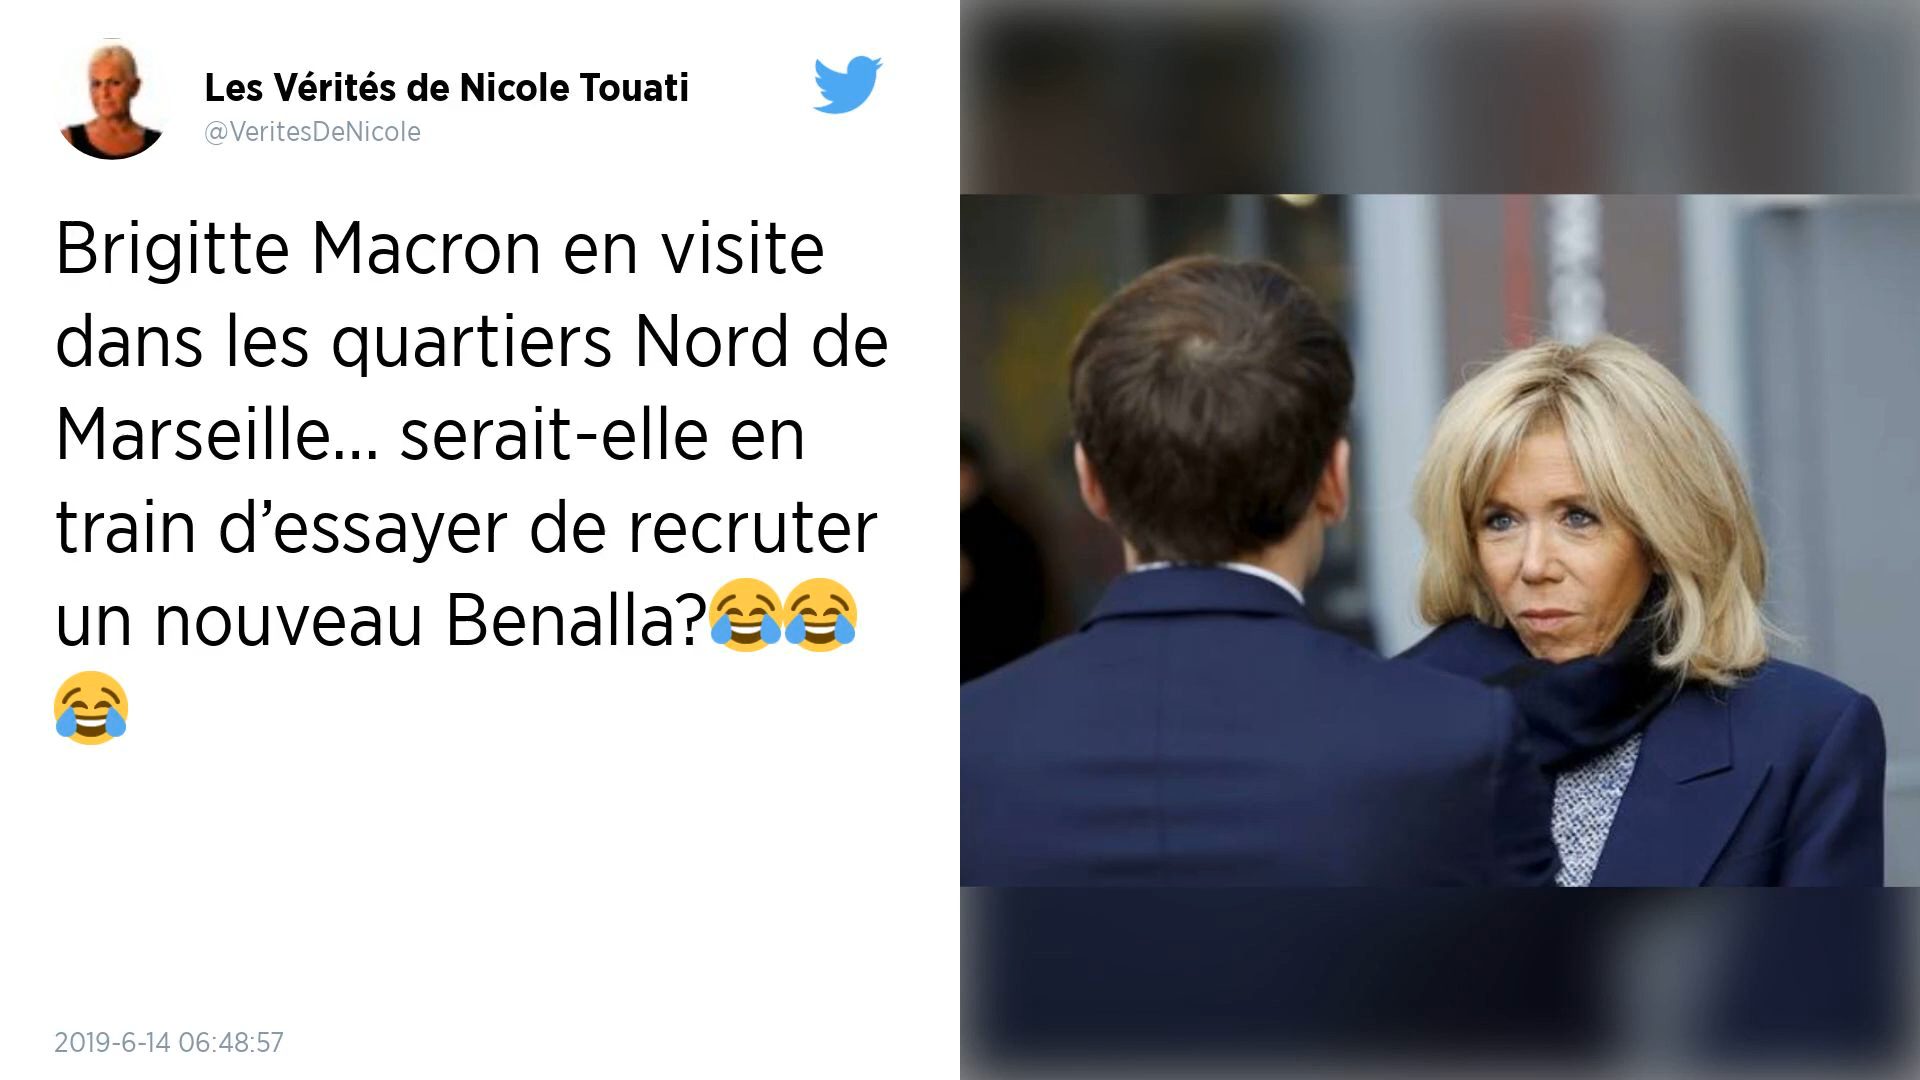 Les Vérités de Nicole Touati
@VeritesDeNicole
Brigitte Macron en visite
dans les quartiers Nord de
Marseille... serait-elle en
train d’essayer de recruter
un nouveau Benalla?😂😂
😂
2019-6-14 06:48:57